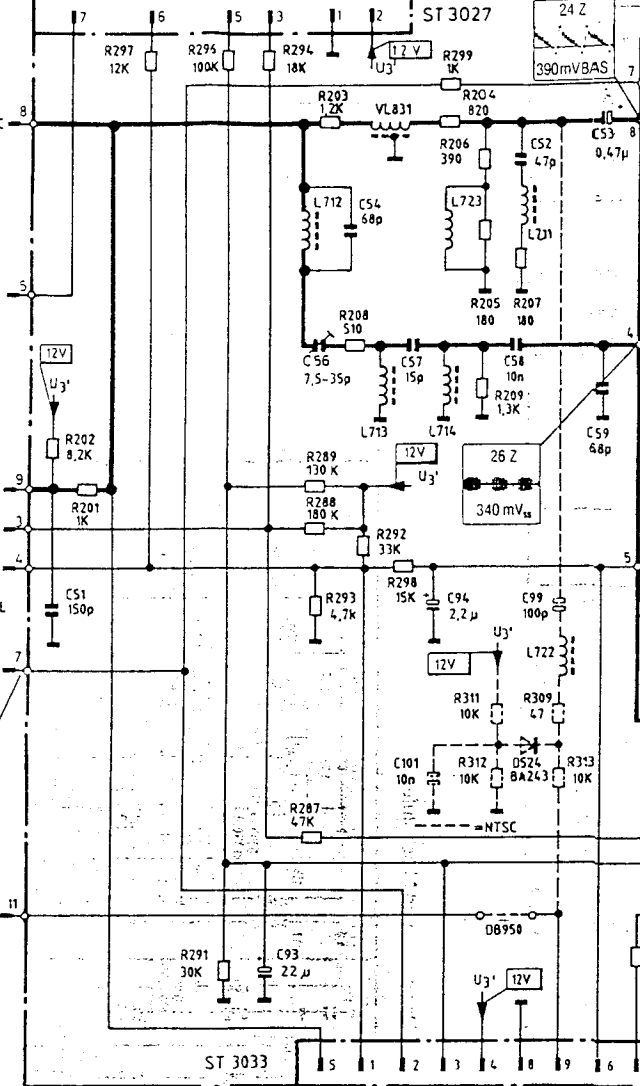 7 6 5 3 1 2 ST 3027
24 Z
390mVBAS
R297
12K
R296
100K
R294
18K
12V
U3'
R299
1K
7
8
R203
1,2K
VL831
R204
820
R206
390
C52
47p
C53
0,47µ
8
L712
C54
68p
L723
L711
5
R205
180
R207
180
R208
510
C56
7,5-35p
C57
15p
C58
10n
4
12V
U3'
L713
L714
R209
1,3K
C59
68p
R202
8,2K
R289
130 K
12V
U3'
26 Z
340 mVss
9
R201
1K
R288
180 K
3
R292
33K
4
R298
15K
5
C51
150p
R293
4,7K
C94
2,2 µ
C99
100p
L
7
U3'
12V
L722
R311
10K
R309
47
C101
10n
R312
10K
DS24
BA243
R313
10K
R287
47K
=NTSC
11
DB950
R291
30K
C93
22 µ
U3'
12V
ST 3033
5 1 2 3 4 8 9 6 7